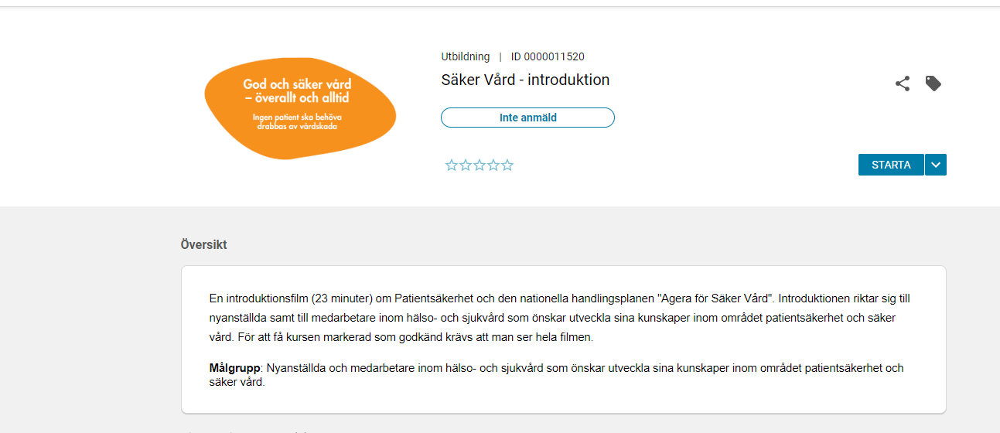 God och säker vård
– överallt och alltid
Ingen patient ska behöva
drabbas av vårdskada
Utbildning | ID 0000011520
Säker Vård - introduktion
Inte anmäld
STARTA
Översikt
En introduktionsfilm (23 minuter) om Patientsäkerhet och den nationella handlingsplanen "Agera för Säker Vård". Introduktionen riktar sig till
nyanställda samt till medarbetare inom hälso- och sjukvård som önskar utveckla sina kunskaper inom området patientsäkerhet och säker
vård. För att få kursen markerad som godkänd krävs att man ser hela filmen.
Målgrupp: Nyanställda och medarbetare inom hälso- och sjukvård som önskar utveckla sina kunskaper inom området patientsäkerhet och
säker vård.